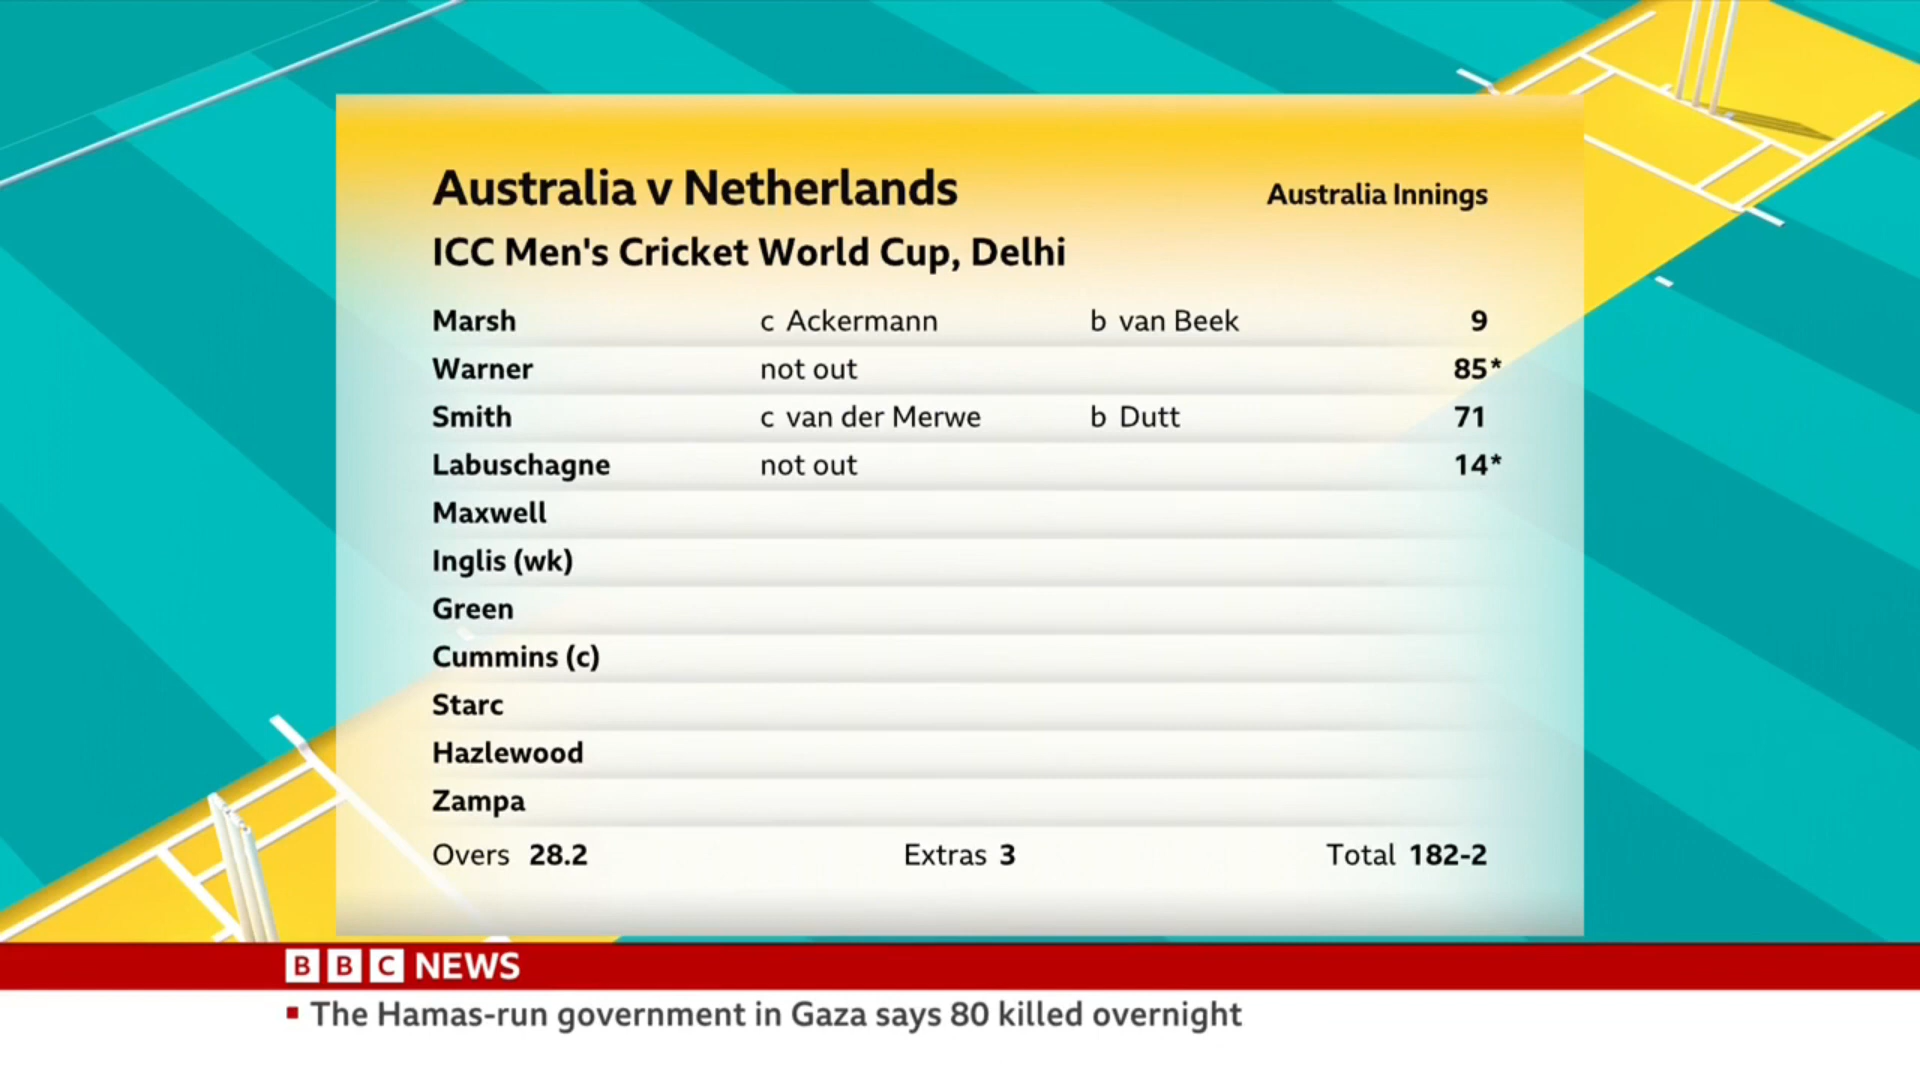 Australia v Netherlands Australia Innings
ICC Men's Cricket World Cup, Delhi
Marsh c Ackermann b van Beek 9
Warner not out 85*
Smith c van der Merwe b Dutt 71
Labuschagne not out 14*
Maxwell
Inglis (wk)
Green
Cummins (c)
Starc
Hazlewood
Zampa
Overs 28.2 Extras 3 Total 182-2
BBC NEWS
The Hamas-run government in Gaza says 80 killed overnight